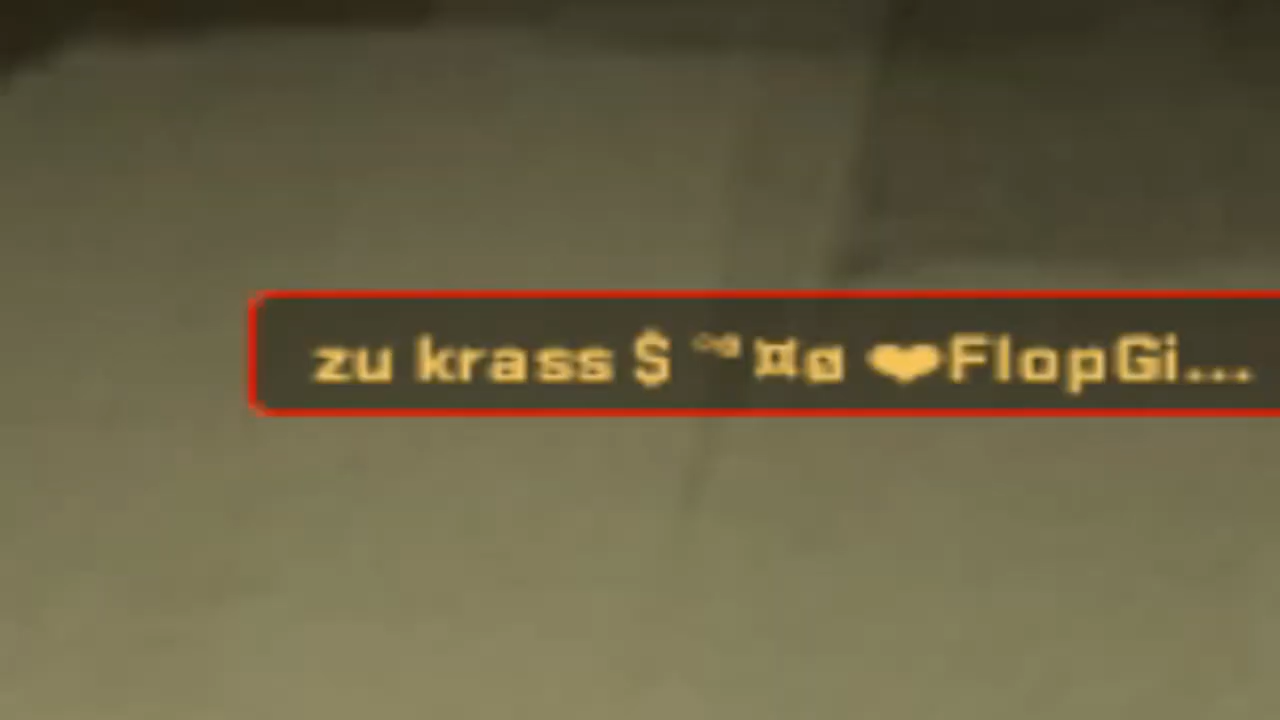 zu krass $ ¤ø ❤FlopGi...